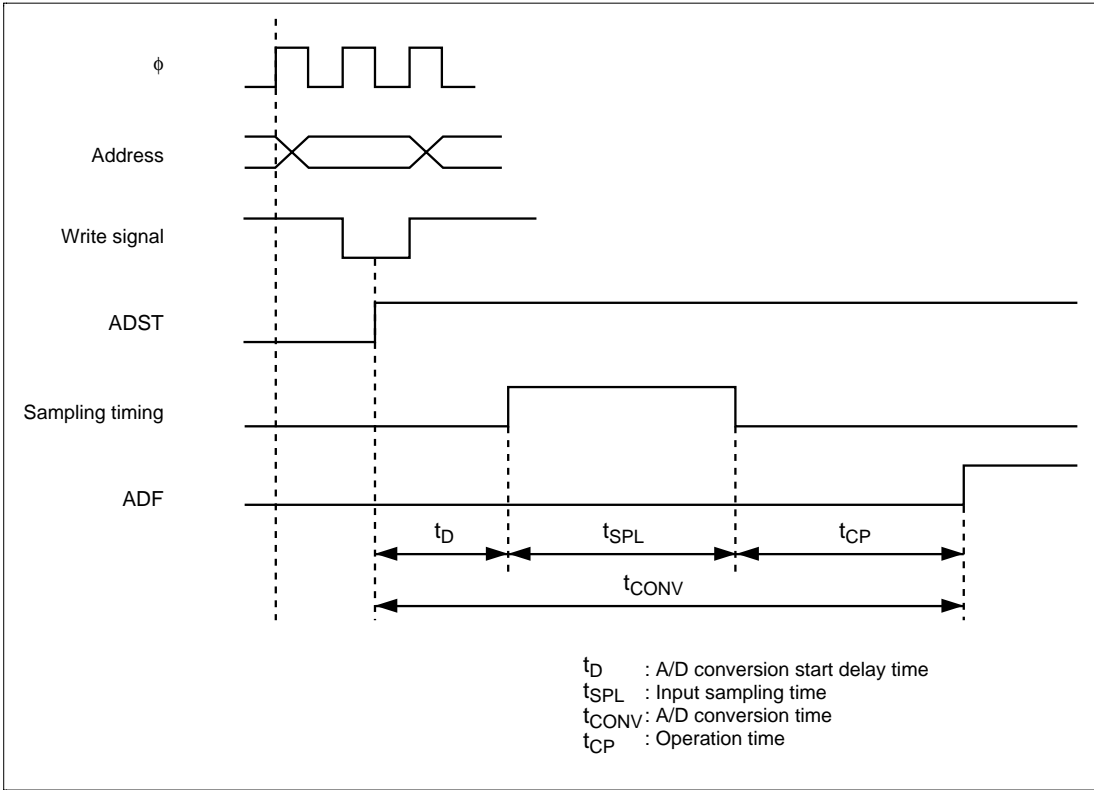 ϕ
Address
Write signal
ADST
Sampling timing
ADF
tD tSPL tCP
tCONV
tD : A/D conversion start delay time
tSPL : Input sampling time
tCONV : A/D conversion time
tCP : Operation time